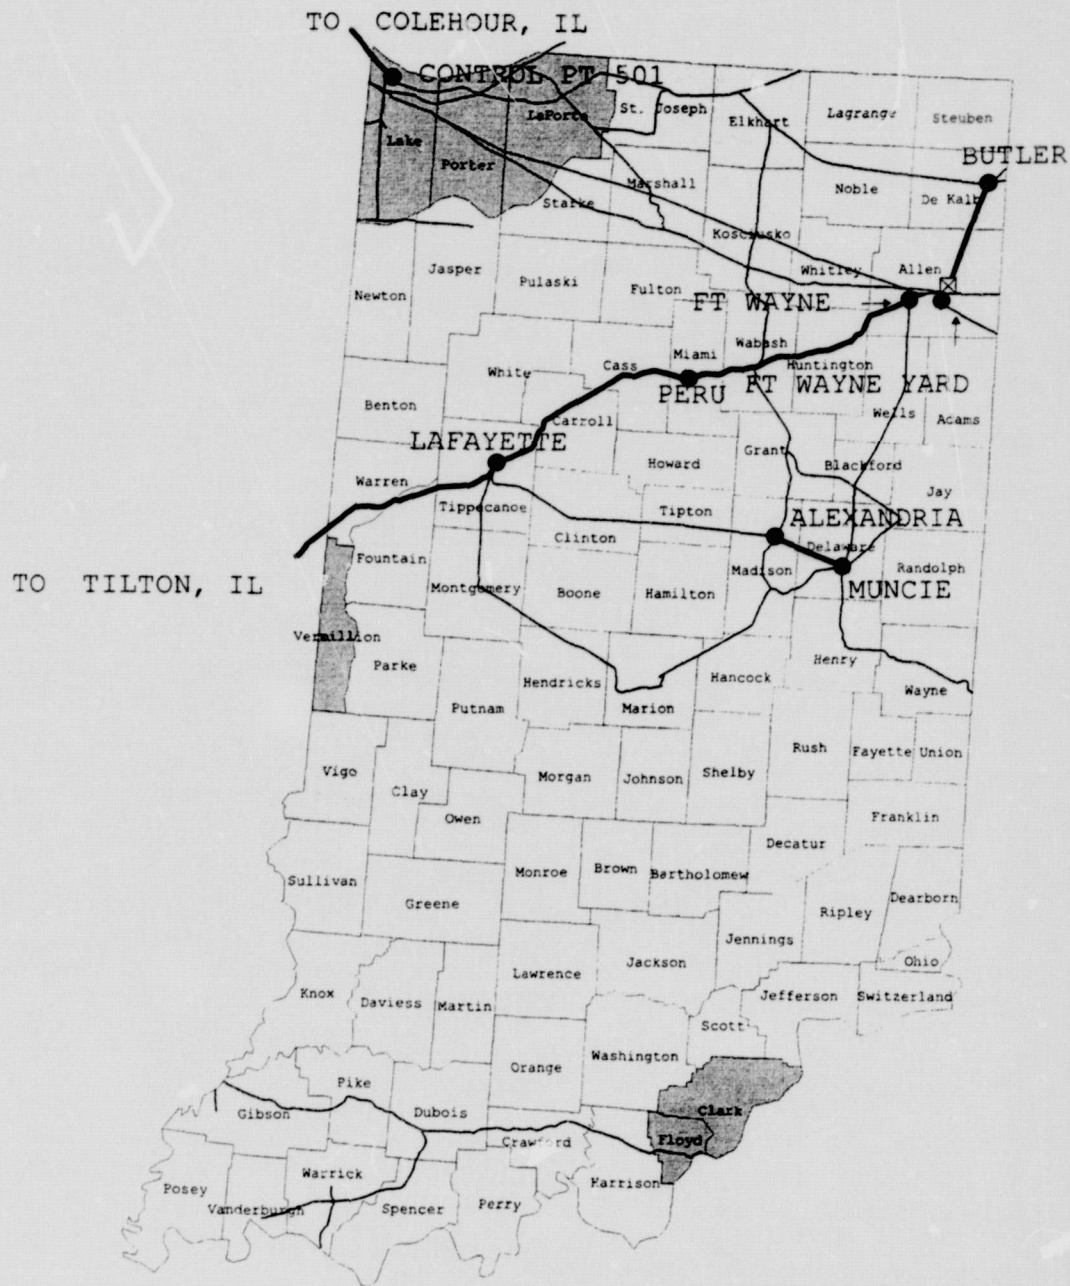 TO COLEHOUR, IL
CONTROL PT 501
LaPorte
St. Joseph
Elkhart
Lagrange
Steuben
Lake
Porter
BUTLER
Marshall
Noble
De Kalb
Starke
Kosciusko
Whitley
Allen
Jasper
Pulaski
Fulton
Newton
FT WAYNE
Wabash
Miami
Huntington
Cass
White
PERU
FT WAYNE YARD
Benton
Carroll
Wells
Adams
LAFAYETTE
Grant
Howard
Blackford
Warren
Jay
Tippecanoe
Tipton
ALEXANDRIA
Clinton
Delaware
Fountain
TO TILTON, IL
Montgomery
Boone
Hamilton
Madison
Randolph
MUNCIE
Vermillion
Parke
Henry
Hendricks
Hancock
Wayne
Putnam
Marion
Rush
Fayette
Union
Vigo
Morgan
Johnson
Shelby
Clay
Owen
Franklin
Decatur
Monroe
Brown
Bartholomew
Sullivan
Greene
Dearborn
Ripley
Jennings
Ohio
Jackson
Lawrence
Knox
Daviess
Martin
Jefferson
Switzerland
Scott
Washington
Orange
Pike
Gibson
Dubois
Clark
Crawford
Floyd
Warrick
Harrison
Posey
Vanderburgh
Spencer
Perry